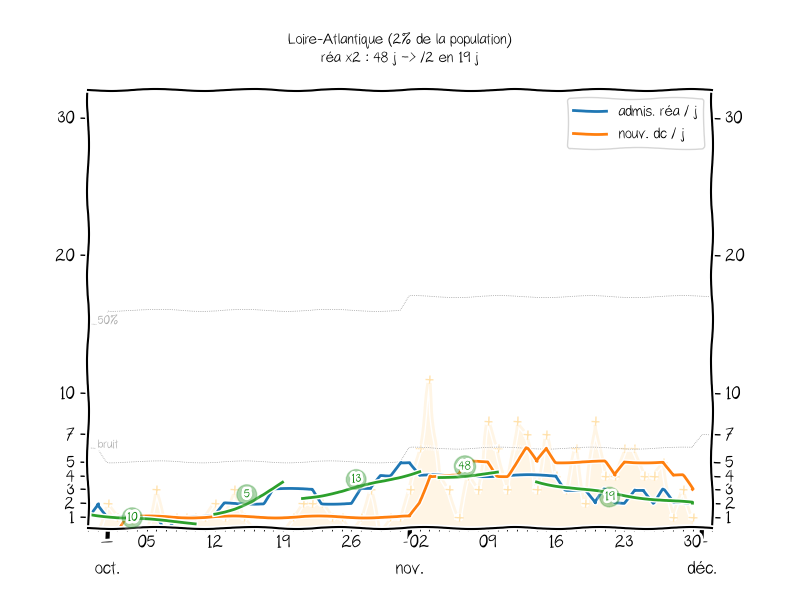 Loire-Atlantique (2% de la population)
réa x2 : 48 j -> /2 en 19 j
admis. réa / j
nouv. dc / j
30 30
20 20
50%
10 10
7 7
bruit
5 5
4 4
3 3
2 2
1 1
10 5 13 48 19
05 12 19 26 02 09 16 23 30
oct. nov. déc.